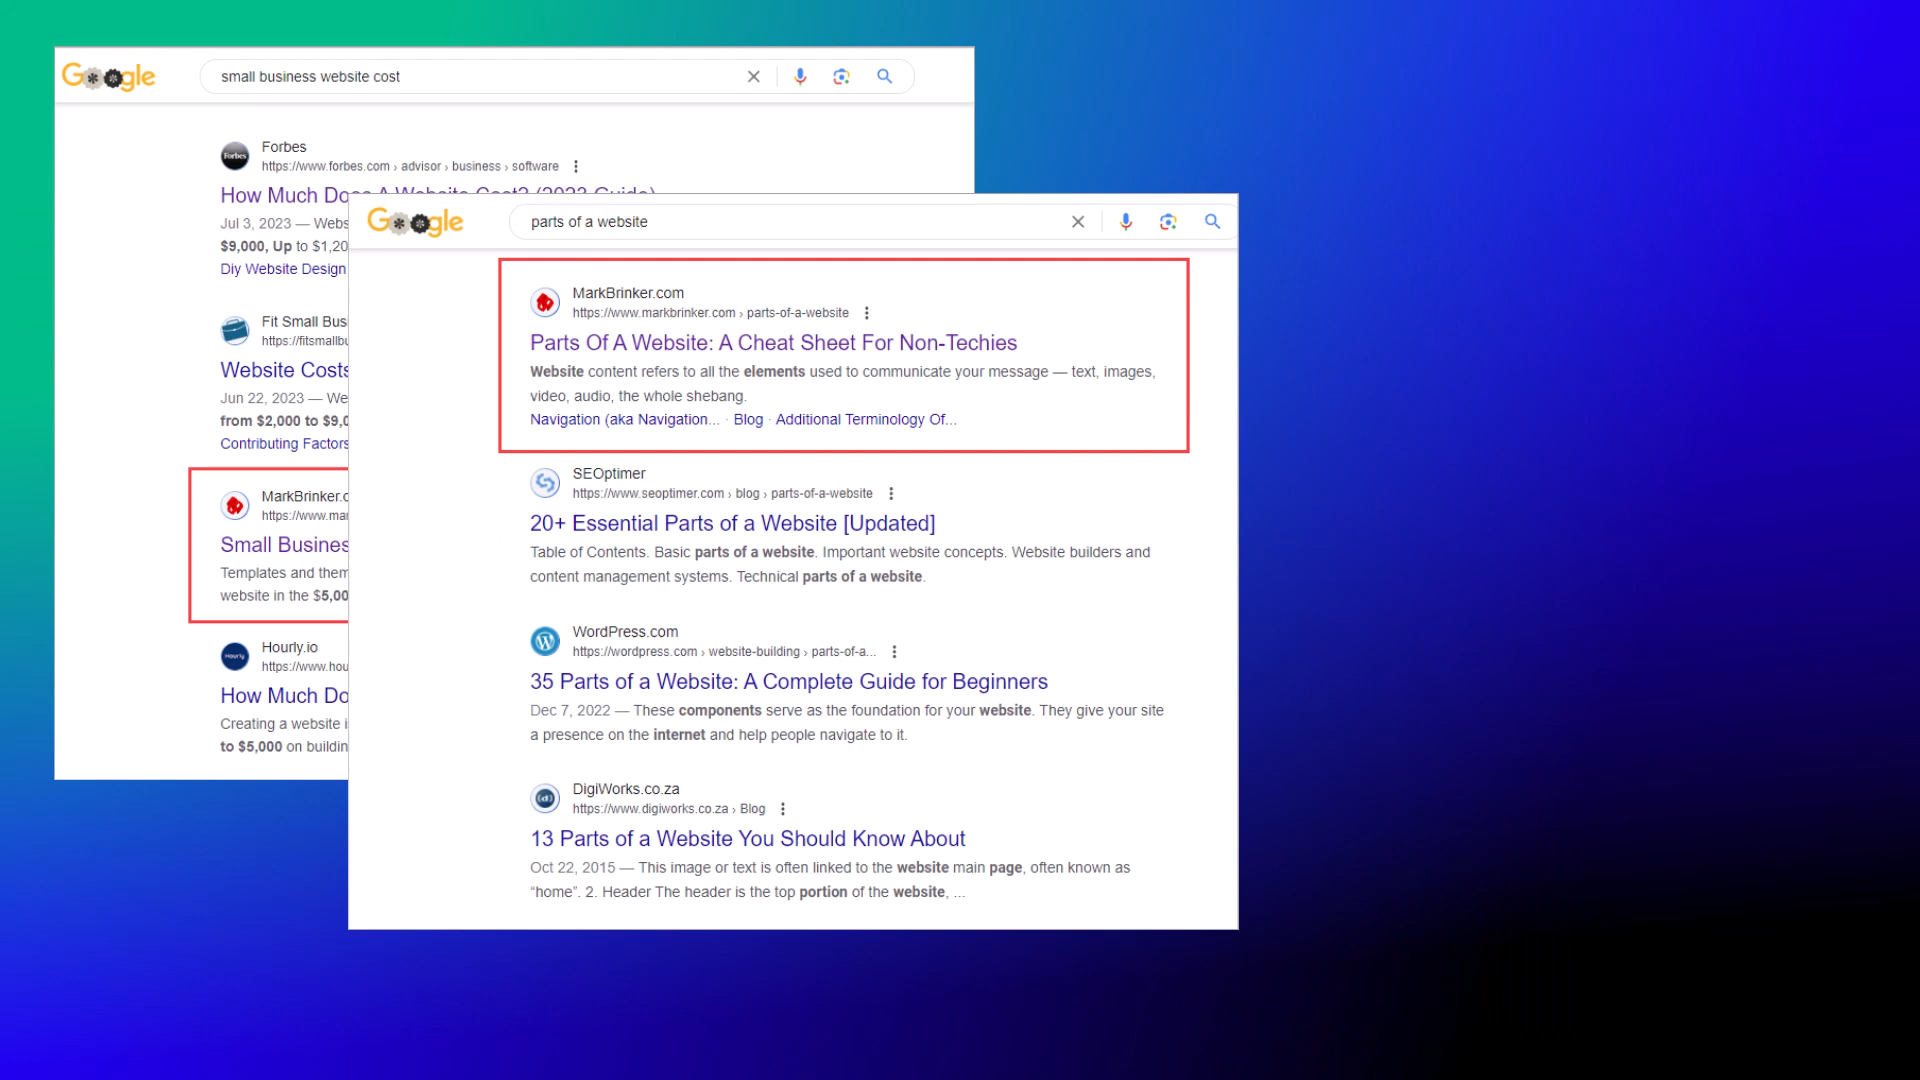 Google
small business website cost
Forbes
https://www.forbes.com › advisor › business › software
How Much Does A Website Cost? (2023 Guide)
Jul 3, 2023 — Webs
$9,000, Up to $1,20
Diy Website Design
Fit Small Bus
https://fitsmallbu
Website Costs
Jun 22, 2023 — We
from $2,000 to $9,0
Contributing Factors
MarkBrinker.c
https://www.mar
Small Busines
Templates and them
website in the $5,00
Hourly
Hourly.io
https://www.hou
How Much Do
Creating a website i
to $5,000 on buildin
Google
parts of a website
MarkBrinker.com
https://www.markbrinker.com › parts-of-a-website
Parts Of A Website: A Cheat Sheet For Non-Techies
Website content refers to all the elements used to communicate your message — text, images,
video, audio, the whole shebang.
Navigation (aka Navigation... · Blog · Additional Terminology Of...
SEOptimer
https://www.seoptimer.com › blog › parts-of-a-website
20+ Essential Parts of a Website [Updated]
Table of Contents. Basic parts of a website. Important website concepts. Website builders and
content management systems. Technical parts of a website.
WordPress.com
https://wordpress.com › website-building › parts-of-a...
35 Parts of a Website: A Complete Guide for Beginners
Dec 7, 2022 — These components serve as the foundation for your website. They give your site
a presence on the internet and help people navigate to it.
DigiWorks.co.za
https://www.digiworks.co.za › Blog
13 Parts of a Website You Should Know About
Oct 22, 2015 — This image or text is often linked to the website main page, often known as
“home”. 2. Header The header is the top portion of the website, ...